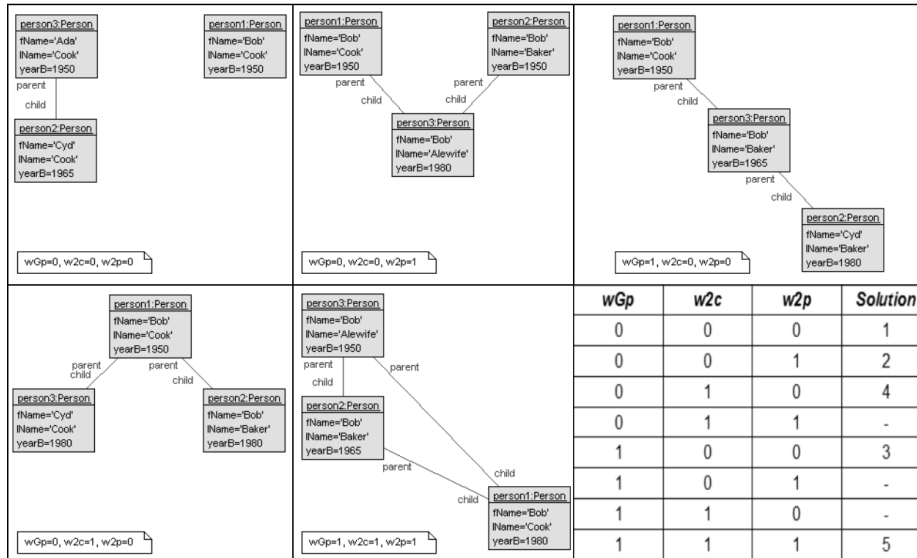 person3:Person
fName='Ada'
lName='Cook'
yearB=1950
parent
child
person2:Person
fName='Cyd'
lName='Cook'
yearB=1965
person1:Person
fName='Bob'
lName='Cook'
yearB=1950
wGp=0, w2c=0, w2p=0
person1:Person
fName='Bob'
lName='Cook'
yearB=1950
parent
child
person2:Person
fName='Bob'
lName='Baker'
yearB=1950
parent
child
person3:Person
fName='Bob'
lName='Alewife'
yearB=1980
wGp=0, w2c=0, w2p=1
person1:Person
fName='Bob'
lName='Cook'
yearB=1950
parent
child
person3:Person
fName='Bob'
lName='Baker'
yearB=1965
parent
child
person2:Person
fName='Cyd'
lName='Baker'
yearB=1980
wGp=1, w2c=0, w2p=0
person1:Person
fName='Bob'
lName='Cook'
yearB=1950
parent
child
parent
child
person3:Person
fName='Cyd'
lName='Cook'
yearB=1980
person2:Person
fName='Bob'
lName='Baker'
yearB=1980
wGp=0, w2c=1, w2p=0
person3:Person
fName='Bob'
lName='Alewife'
yearB=1950
parent
child
parent
child
person2:Person
fName='Bob'
lName='Baker'
yearB=1965
parent
child
person1:Person
fName='Bob'
lName='Cook'
yearB=1980
wGp=1, w2c=1, w2p=1
wGp w2c w2p Solution
0 0 0 1
0 0 1 2
0 1 0 4
0 1 1 -
1 0 0 3
1 0 1 -
1 1 0 -
1 1 1 5